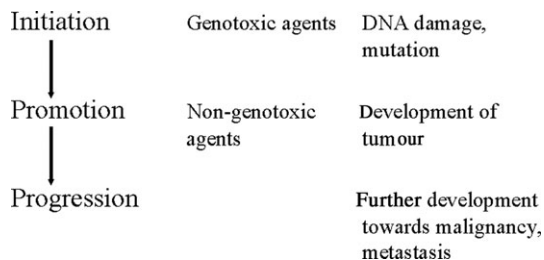 Initiation Genotoxic agents DNA damage,
mutation
Promotion Non-genotoxic Development of
agents tumour
Progression Further development
towards malignancy,
metastasis